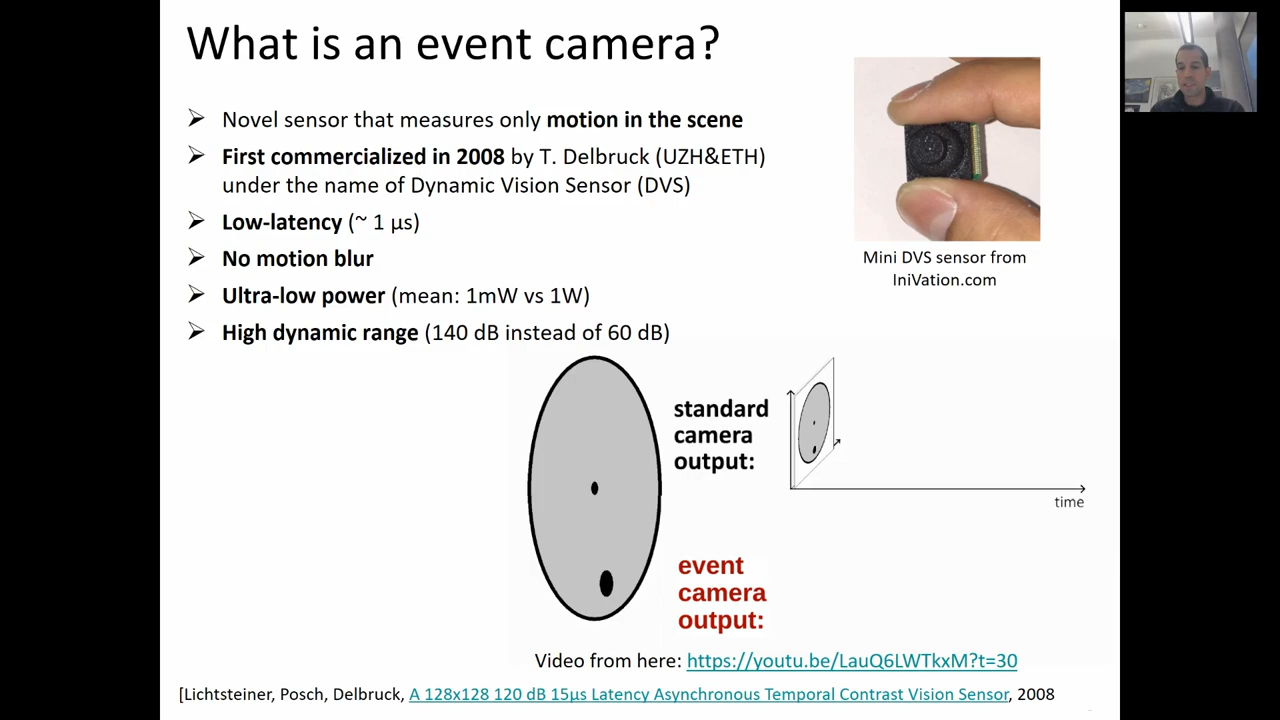 What is an event camera?
➢ Novel sensor that measures only motion in the scene
➢ First commercialized in 2008 by T. Delbruck (UZH&ETH)
under the name of Dynamic Vision Sensor (DVS)
➢ Low-latency (~ 1 μs)
➢ No motion blur
➢ Ultra-low power (mean: 1mW vs 1W)
➢ High dynamic range (140 dB instead of 60 dB)
Mini DVS sensor from
IniVation.com
standard
camera
output:
time
event
camera
output:
Video from here: https://youtu.be/LauQ6LWTkxM?t=30
[Lichtsteiner, Posch, Delbruck, A 128x128 120 dB 15μs Latency Asynchronous Temporal Contrast Vision Sensor, 2008